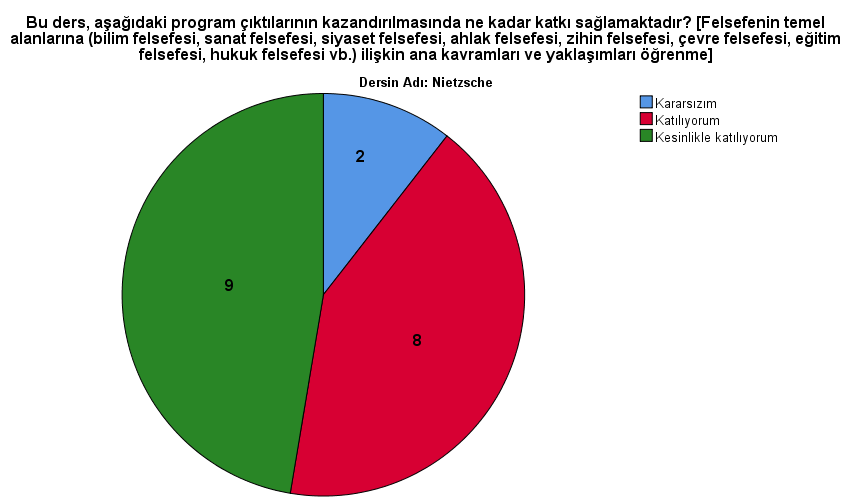 Bu ders, aşağıdaki program çıktılarının kazandırılmasında ne kadar katkı sağlamaktadır? [Felsefenin temel
alanlarına (bilim felsefesi, sanat felsefesi, siyaset felsefesi, ahlak felsefesi, zihin felsefesi, çevre felsefesi, eğitim
felsefesi, hukuk felsefesi vb.) ilişkin ana kavramları ve yaklaşımları öğrenme]
Dersin Adı: Nietzsche
Kararsızım
Katılıyorum
Kesinlikle katılıyorum
2
9
8